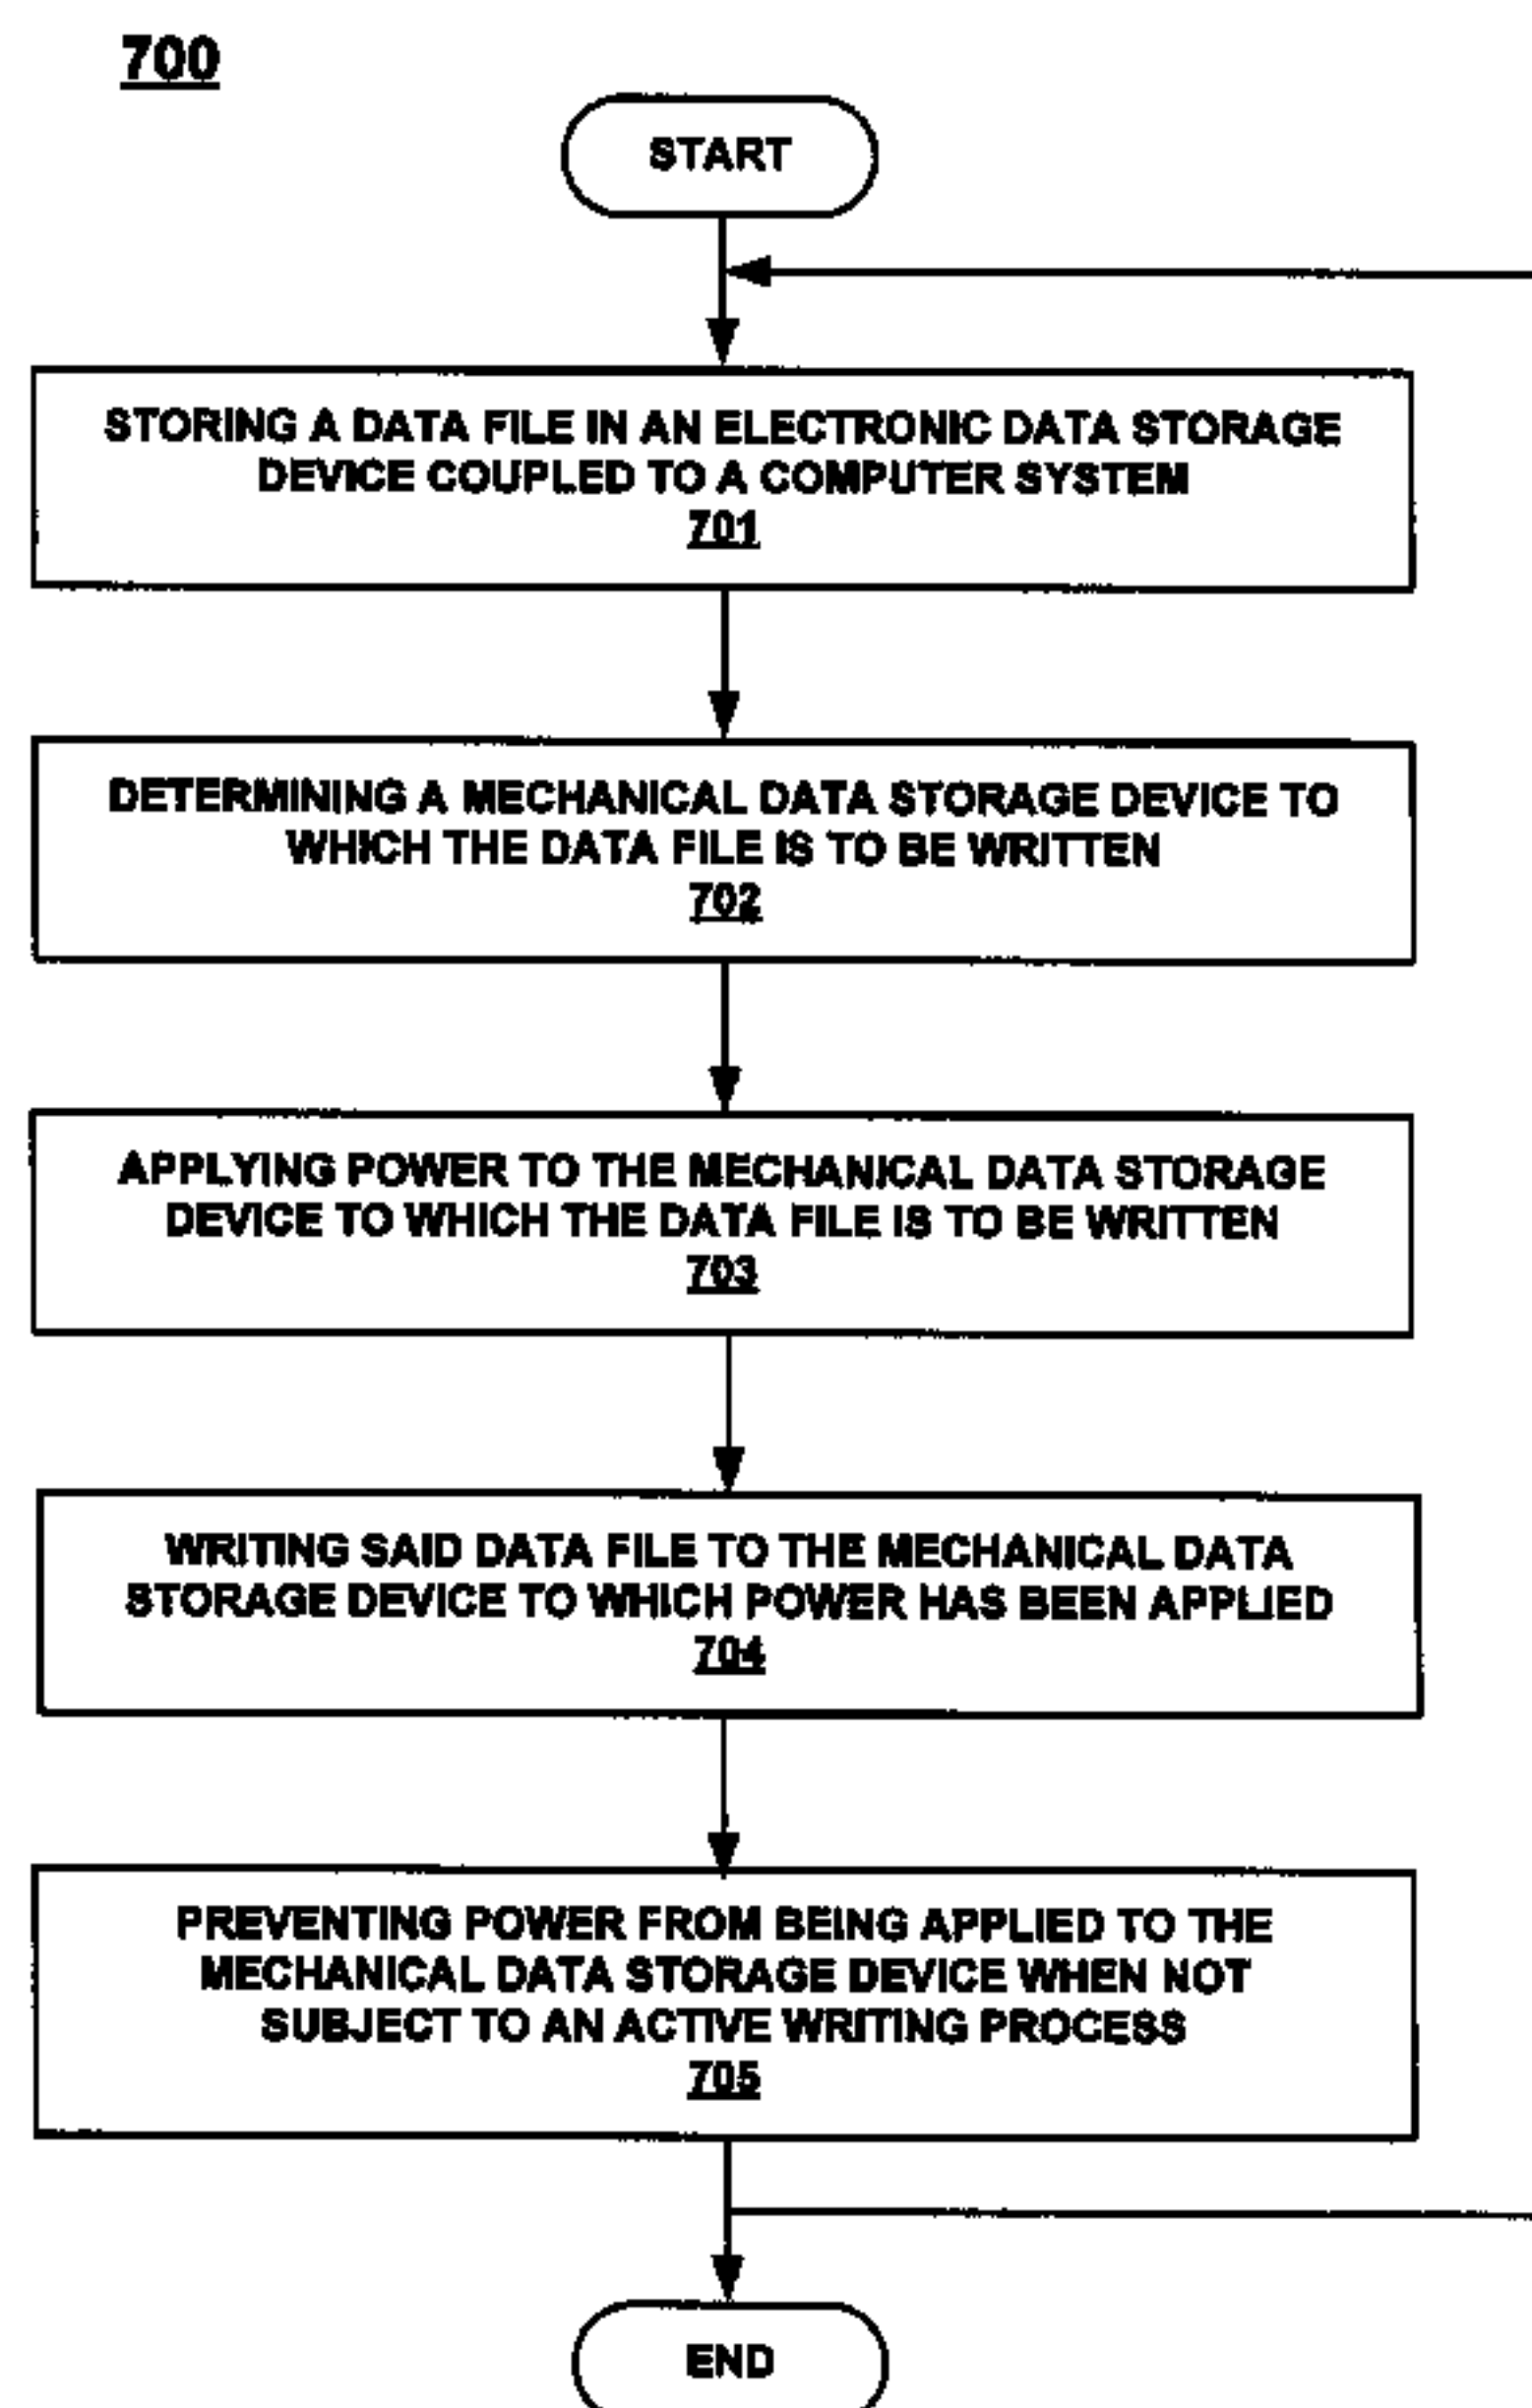 700
START
STORING A DATA FILE IN AN ELECTRONIC DATA STORAGE
DEVICE COUPLED TO A COMPUTER SYSTEM
701
DETERMINING A MECHANICAL DATA STORAGE DEVICE TO
WHICH THE DATA FILE IS TO BE WRITTEN
702
APPLYING POWER TO THE MECHANICAL DATA STORAGE
DEVICE TO WHICH THE DATA FILE IS TO BE WRITTEN
703
WRITING SAID DATA FILE TO THE MECHANICAL DATA
STORAGE DEVICE TO WHICH POWER HAS BEEN APPLIED
704
PREVENTING POWER FROM BEING APPLIED TO THE
MECHANICAL DATA STORAGE DEVICE WHEN NOT
SUBJECT TO AN ACTIVE WRITING PROCESS
705
END